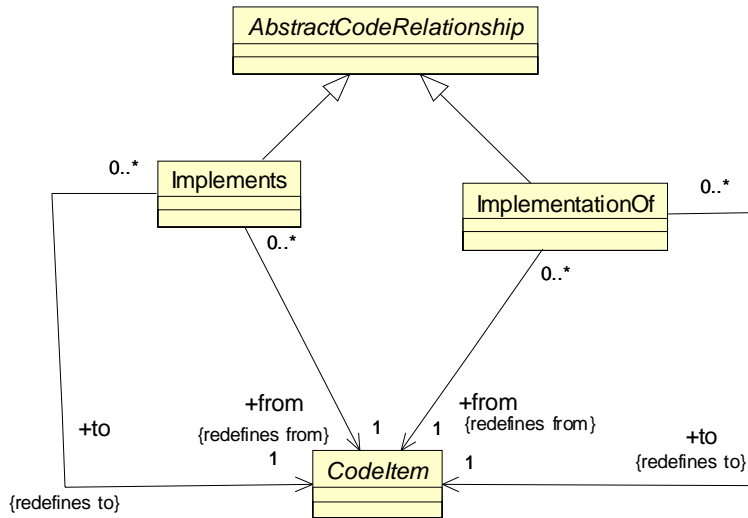 AbstractCodeRelationship
0..*
Implements
0..*
ImplementationOf
0..*
0..*
+from
{redefines from}
1
+from
1
{redefines from}
+to
+to
{redefines to}
1
CodeItem
1
{redefines to}